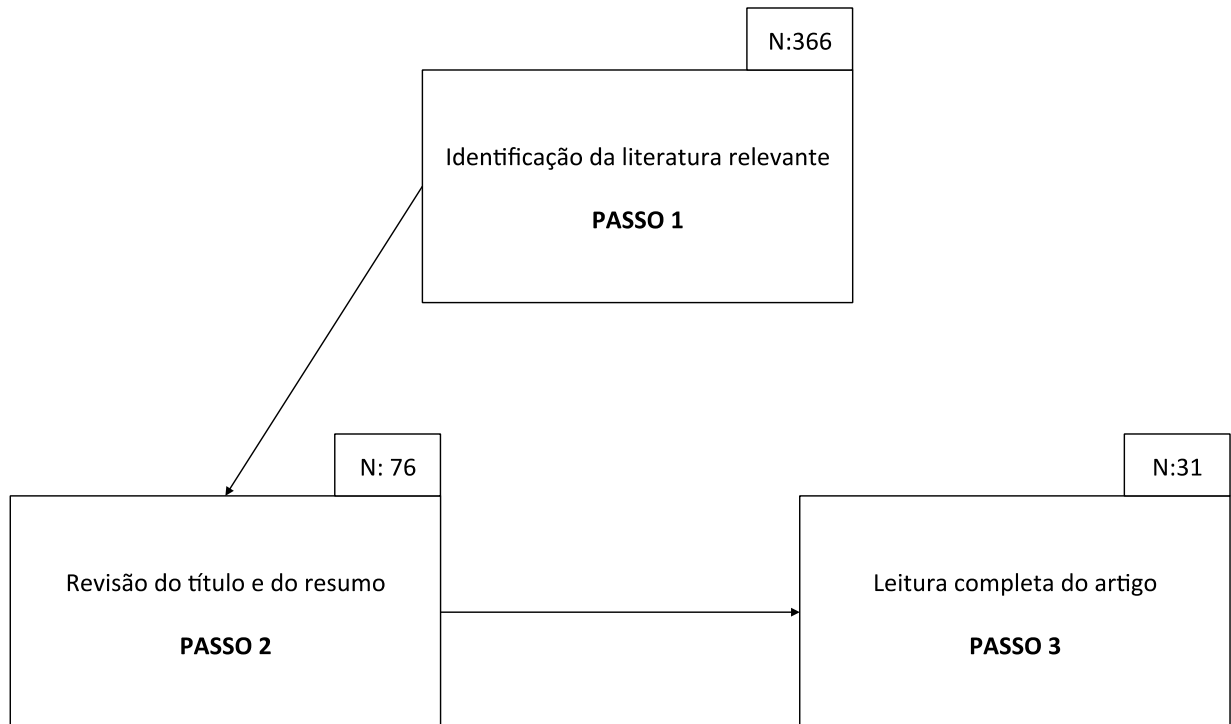 N:366
Identificação da literatura relevante
PASSO 1
N: 76
Revisão do título e do resumo
PASSO 2
N:31
Leitura completa do artigo
PASSO 3